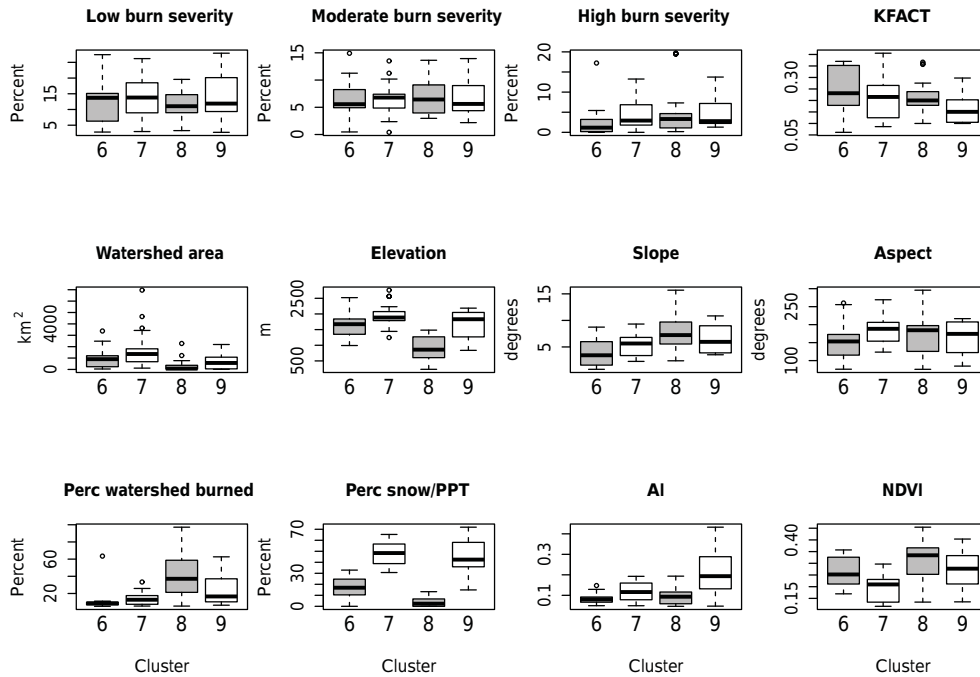 Low burn severity Moderate burn severity High burn severity KFACT
Percent 5 15 6 7 8 9
Percent 0 5 15 6 7 8 9
Percent 0 10 20 6 7 8 9
0.05 0.30 6 7 8 9
Watershed area Elevation Slope Aspect
km2 0 4000 6 7 8 9
m 500 2500 6 7 8 9
degrees 5 15 6 7 8 9
degrees 100 250 6 7 8 9
Perc watershed burned Perc snow/PPT AI NDVI
Percent 20 60 6 7 8 9
Percent 0 30 70 6 7 8 9
0.1 0.3 6 7 8 9
0.15 0.40 6 7 8 9
Cluster Cluster Cluster Cluster